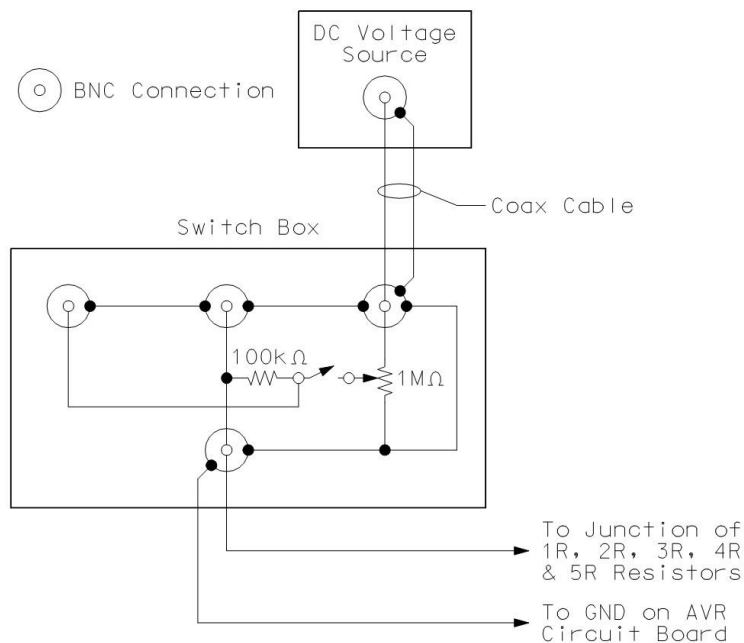 DC Voltage
Source
BNC Connection
Coax Cable
Switch Box
100kΩ
1MΩ
To Junction of
1R, 2R, 3R, 4R
& 5R Resistors
To GND on AVR
Circuit Board